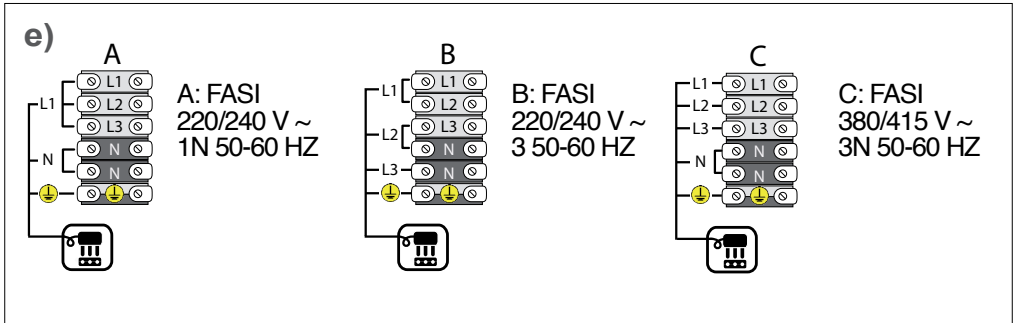 e)
A
L1
L2
L3
N
N
L1
N
A: FASI
220/240 V ~
1N 50-60 HZ
B
L1
L2
L3
N
N
L1
L2
L3
B: FASI
220/240 V ~
3 50-60 HZ
C
L1
L2
L3
N
N
L1
L2
L3
N
C: FASI
380/415 V ~
3N 50-60 HZ